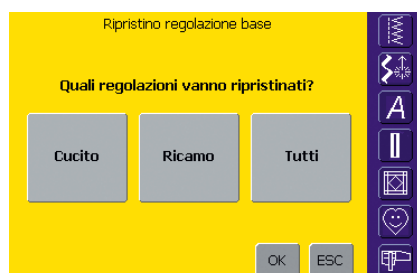 Ripristino regolazione base
Quali regolazioni vanno ripristinati?
Cucito Ricamo Tutti
A
OK ESC